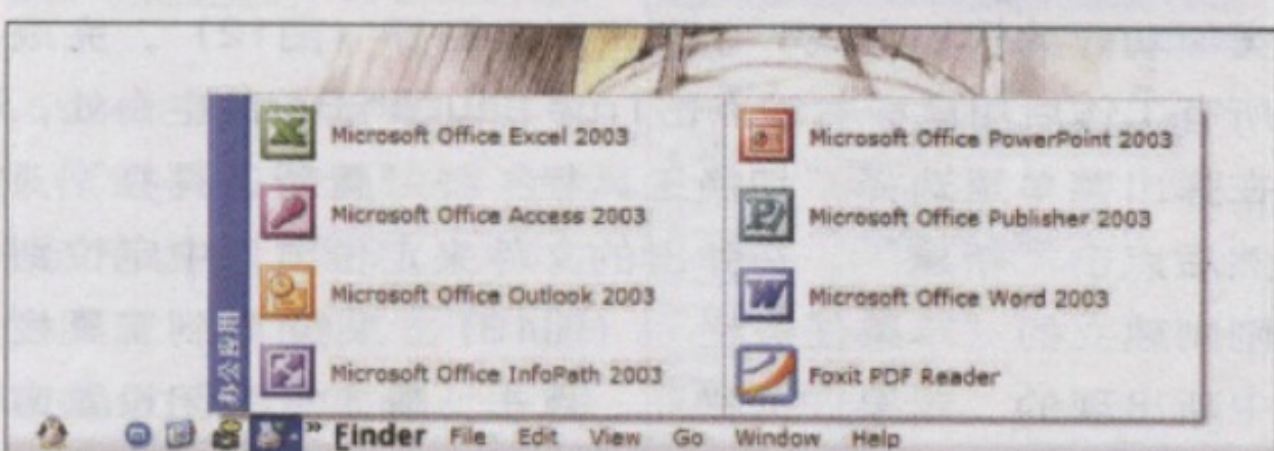 Microsoft Office Excel 2003
Microsoft Office PowerPoint 2003
Microsoft Office Access 2003
Microsoft Office Publisher 2003
Microsoft Office Outlook 2003
Microsoft Office Word 2003
Microsoft Office InfoPath 2003
Foxit PDF Reader
办公应用
» Finder File Edit View Go Window Help